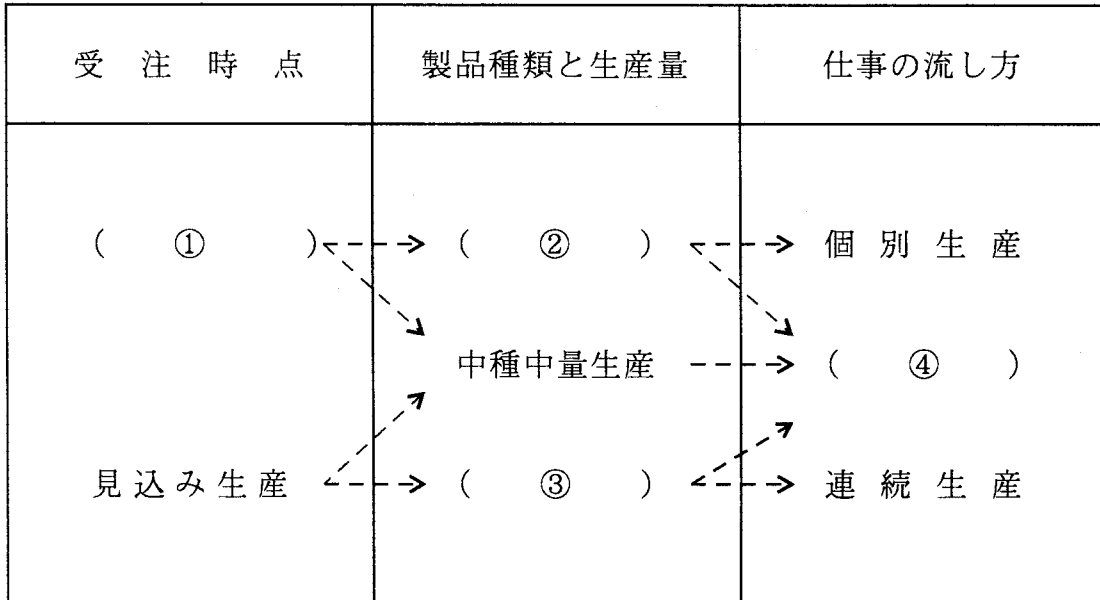 受注時点 製品種類と生産量 仕事の流し方
( ① ) ( ② ) 個別生産
中種中量生産 ( ④ )
見込み生産 ( ③ ) 連続生産